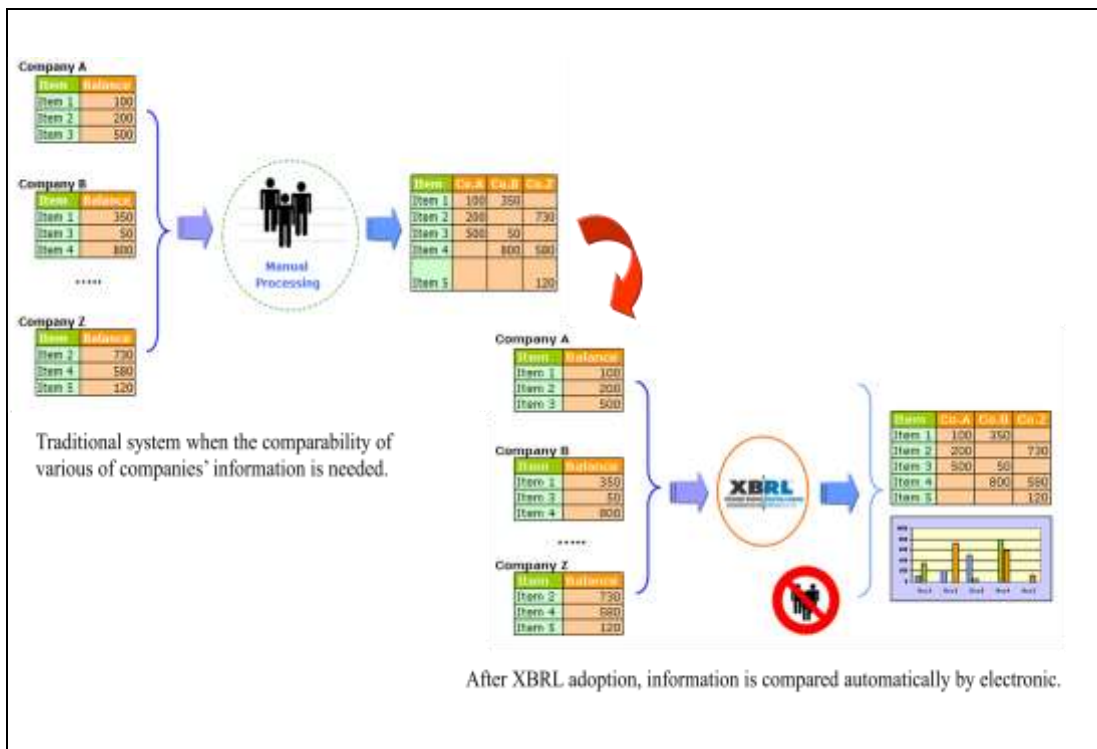 Company A
Item Balance
Item 1 100
Item 2 200
Item 3 500
Company B
Item Balance
Item 1 350
Item 3 50
Item 4 800
.....
Company Z
Item Balance
Item 2 730
Item 4 580
Item 5 120
Manual
Processing
Item Co.A Co.B Co.Z
Item 1 100 350
Item 2 200 730
Item 3 500 50
Item 4 800 580
Item 5 120
Traditional system when the comparability of
various of companies' information is needed.
Company A
Item Balance
Item 1 100
Item 2 200
Item 3 500
Company B
Item Balance
Item 1 350
Item 3 50
Item 4 800
.....
Company Z
Item Balance
Item 2 730
Item 4 580
Item 5 120
XBRL
Item Co.A Co.B Co.Z
Item 1 100 350
Item 2 200 730
Item 3 500 50
Item 4 800 580
Item 5 120
After XBRL adoption, information is compared automatically by electronic.